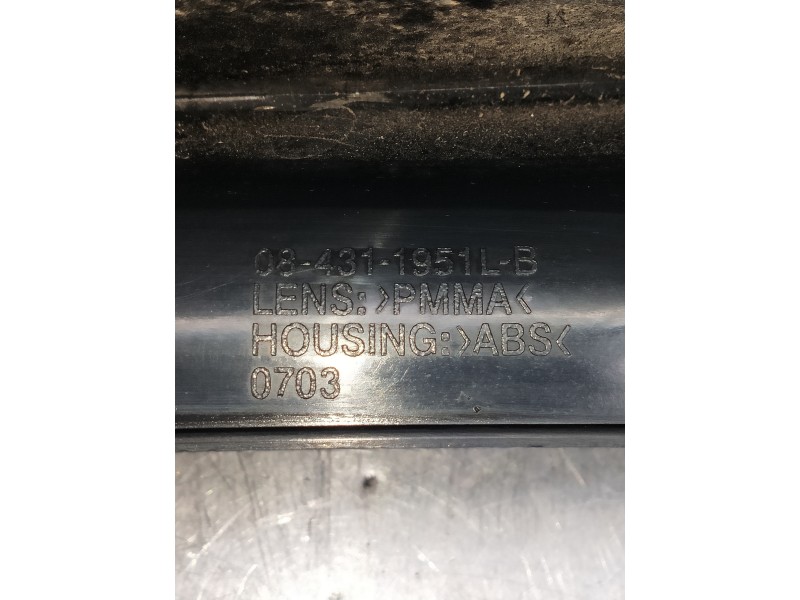 08-431-1951L-B
LENS:>PMMA<
HOUSING:>ABS<
0703